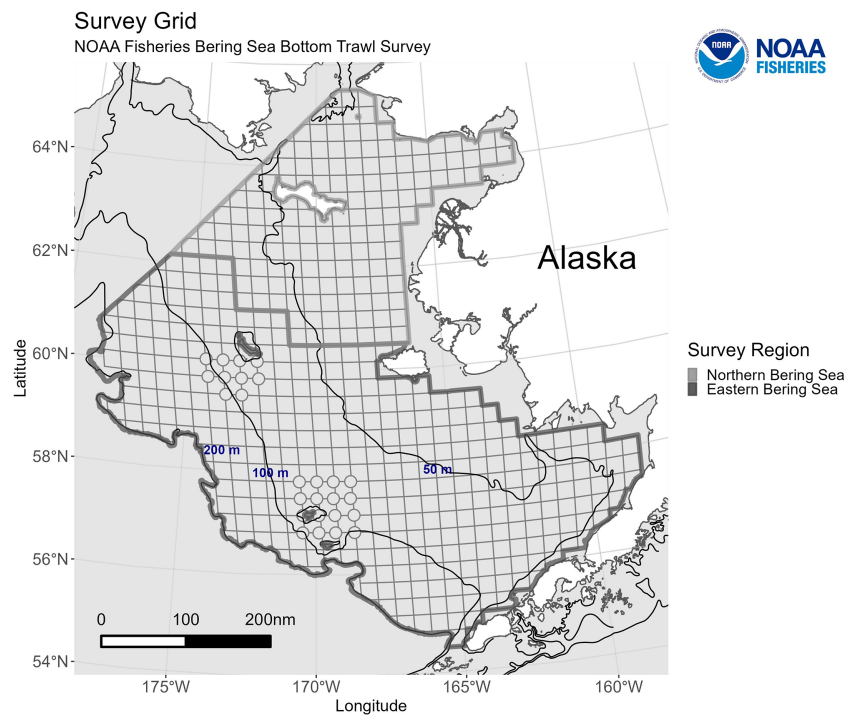 Survey Grid
NOAA Fisheries Bering Sea Bottom Trawl Survey
NOAA
NOAA
FISHERIES
64°N
62°N
60°N
58°N
56°N
54°N
Latitude
Alaska
200 m
100 m
50 m
0 100 200nm
175°W 170°W 165°W 160°W
Longitude
Survey Region
Northern Bering Sea
Eastern Bering Sea